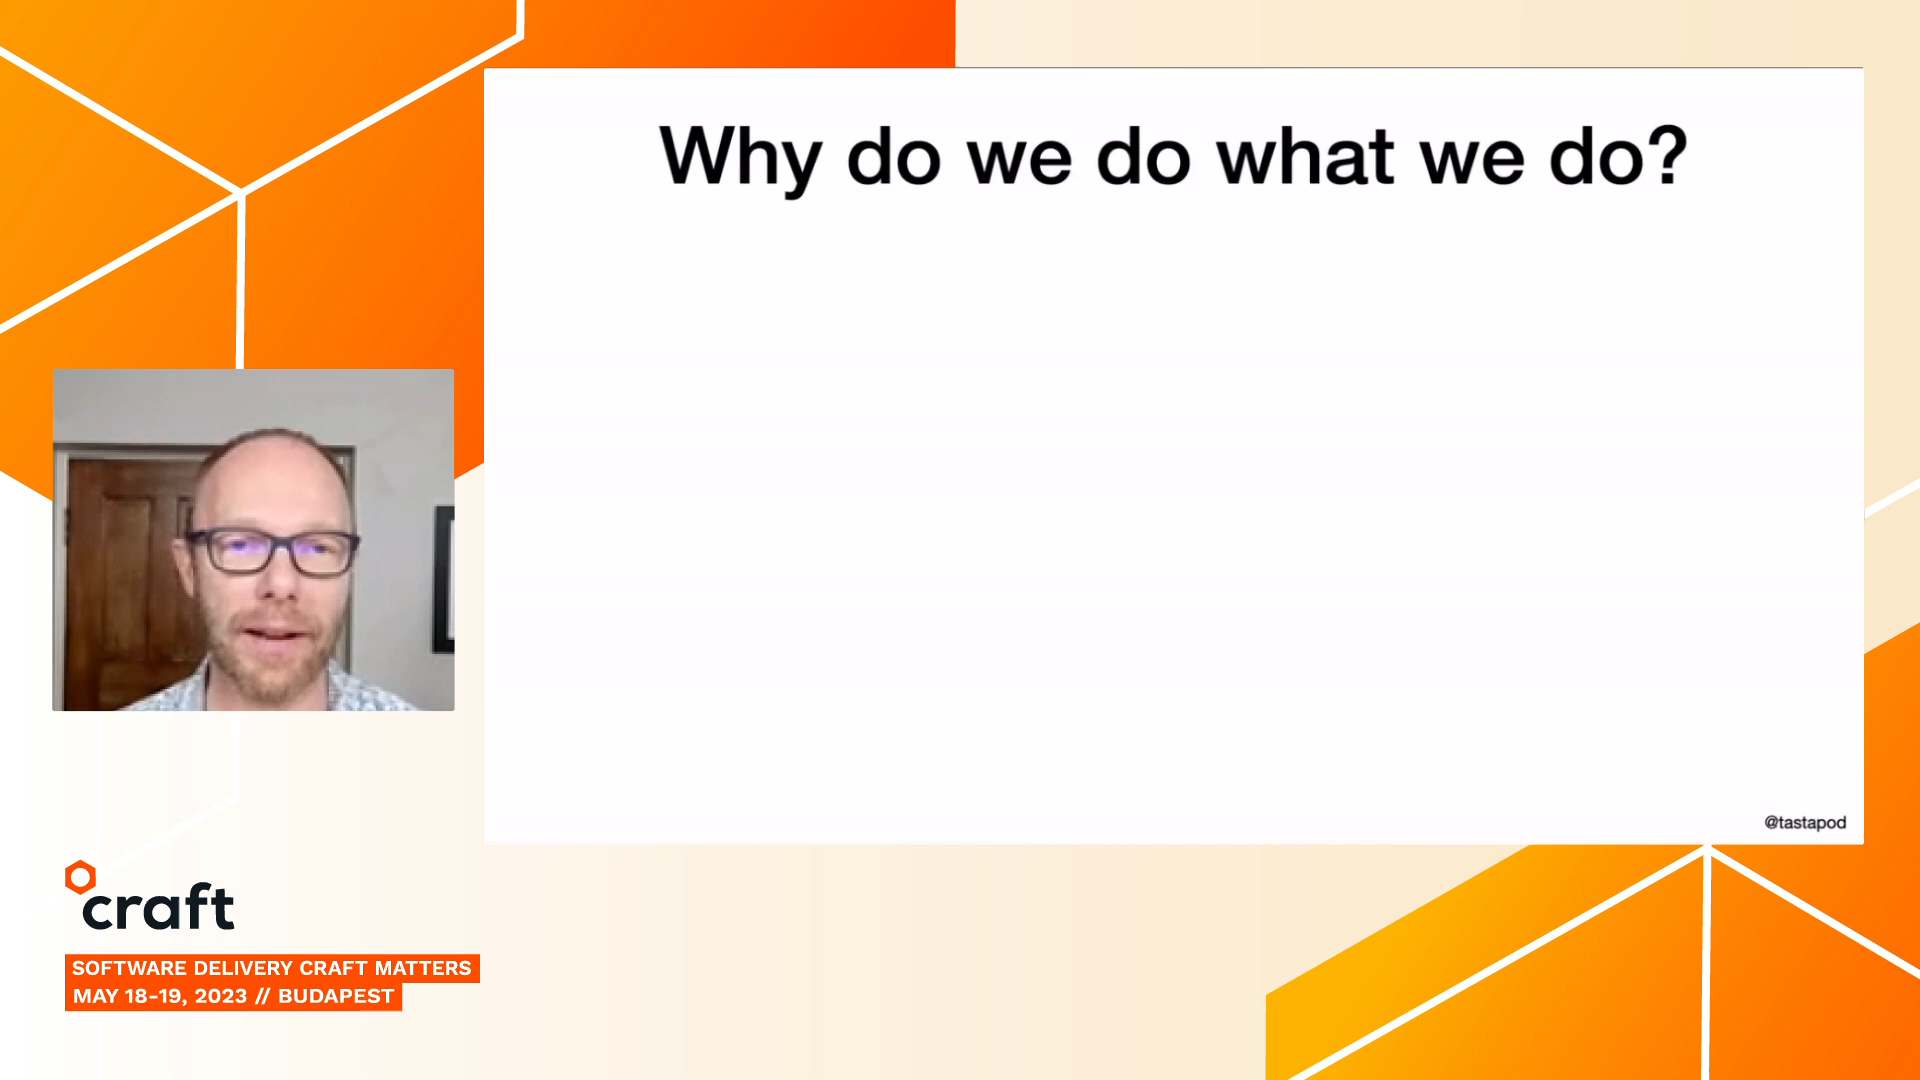 Why do we do what we do?
@tastapod
craft
SOFTWARE DELIVERY CRAFT MATTERS
MAY 18-19, 2023 // BUDAPEST